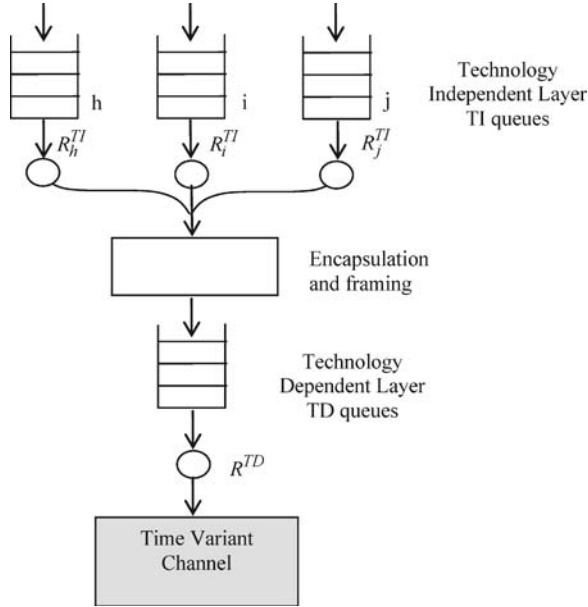 h
i
j
Technology
Independent Layer
TI queues
R_h^{TI}
R_i^{TI}
R_j^{TI}
Encapsulation
and framing
Technology
Dependent Layer
TD queues
R^{TD}
Time Variant
Channel